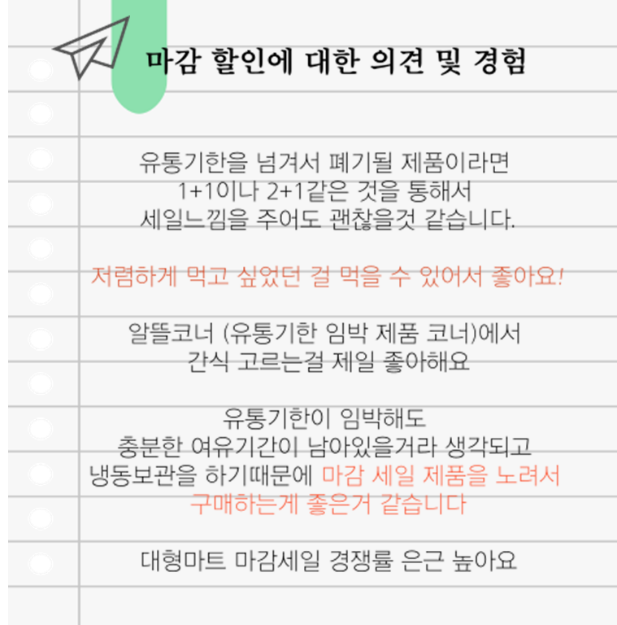 마감 할인에 대한 의견 및 경험
유통기한을 넘겨서 폐기될 제품이라면
1+1이나 2+1같은 것을 통해서
세일느낌을 주어도 괜찮을것 같습니다.
저렴하게 먹고 싶었던 걸 먹을 수 있어서 좋아요!
알뜰코너 (유통기한 임박 제품 코너)에서
간식 고르는걸 제일 좋아해요
유통기한이 임박해도
충분한 여유기간이 남아있을거라 생각되고
냉동보관을 하기때문에 마감 세일 제품을 노려서
구매하는게 좋은거 같습니다
대형마트 마감세일 경쟁률 은근 높아요